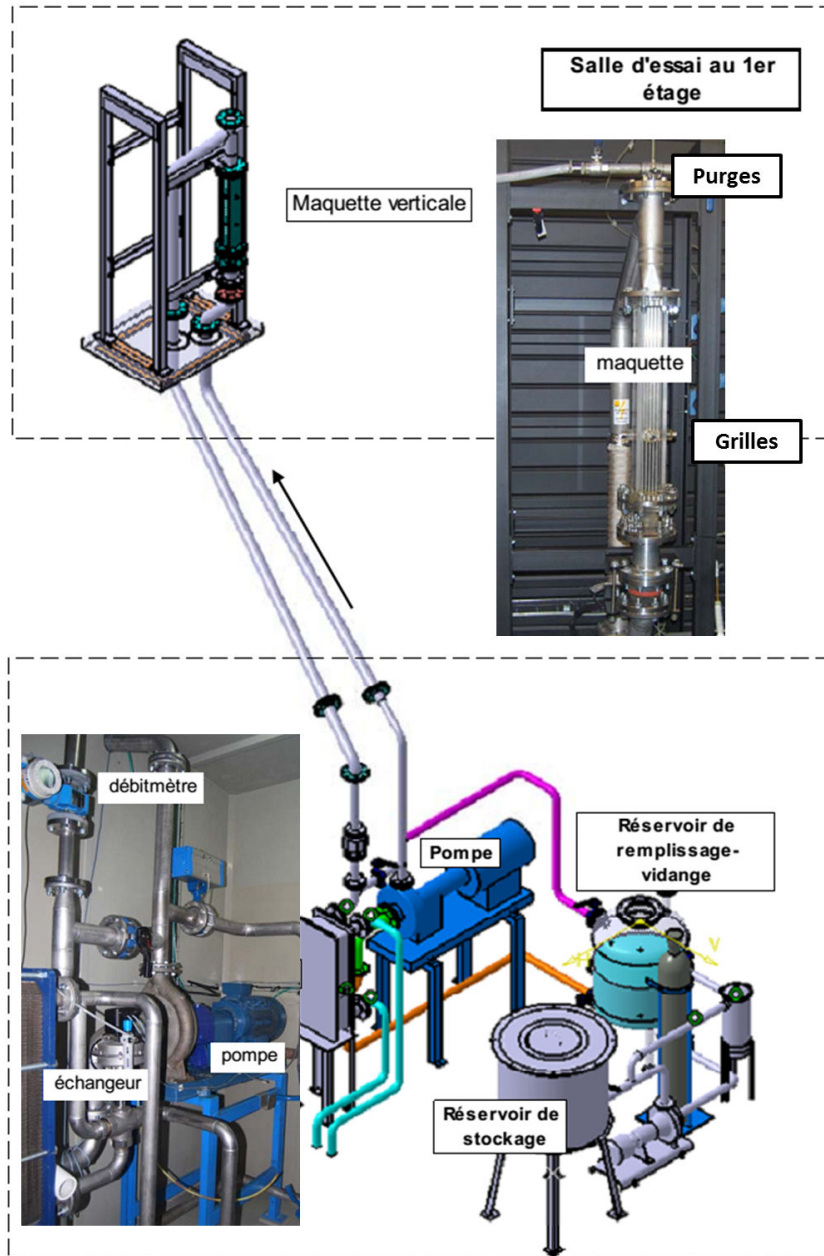 Salle d'essai au 1er
étage
Purges
Maquette verticale
maquette
Grilles
débitmètre
Pompe
Réservoir de
remplissage-
vidange
échangeur
pompe
Réservoir de
stockage